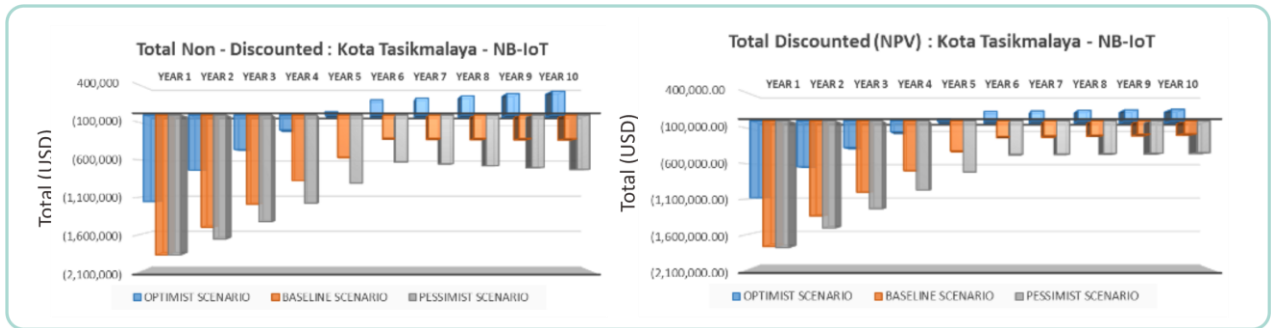 Total Non - Discounted : Kota Tasikmalaya - NB-IoT
YEAR 1 YEAR 2 YEAR 3 YEAR 4 YEAR 5 YEAR 6 YEAR 7 YEAR 8 YEAR 9 YEAR 10
400,000
(100,000)
(600,000)
(1,100,000)
(1,600,000)
(2,100,000)
Total (USD)
OPTIMIST SCENARIO BASELINE SCENARIO PESSIMIST SCENARIO
Total Discounted (NPV) : Kota Tasikmalaya - NB-IoT
YEAR 1 YEAR 2 YEAR 3 YEAR 4 YEAR 5 YEAR 6 YEAR 7 YEAR 8 YEAR 9 YEAR 10
400,000.00
(100,000.00)
(600,000.00)
(1,100,000.00)
(1,600,000.00)
(2,100,000.00)
Total (USD)
OPTIMIST SCENARIO BASELINE SCENARIO PESSIMIST SCENARIO